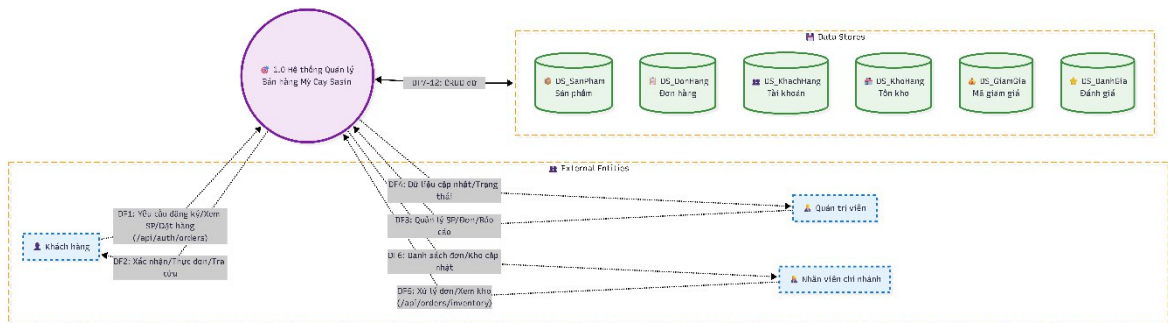 1.0 Hệ thống Quản lý
Bán hàng Mỳ Cay Sasin
DF7-12: CRUD dữ
Data Stores
DS_SanPham
Sản phẩm
DS_DonHang
Đơn hàng
DS_KhachHang
Tài khoản
DS_KhoHang
Tồn kho
DS_GiamGia
Mã giảm giá
DS_DanhGia
Đánh giá
External Entities
DF4: Dữ liệu cập nhật/Trạng
thái
DF3: Quản lý SP/Đơn/Báo
cáo
Quản trị viên
DF1: Yêu cầu đăng ký/Xem
SP/Đặt hàng
(/api/auth/orders)
Khách hàng
DF2: Xác nhận/Thực đơn/Tra
cứu
DF6: Danh sách đơn/Kho cập
nhật
Nhân viên chi nhánh
Xử lý đơn/Xem kho
(/api/orders/inventory)